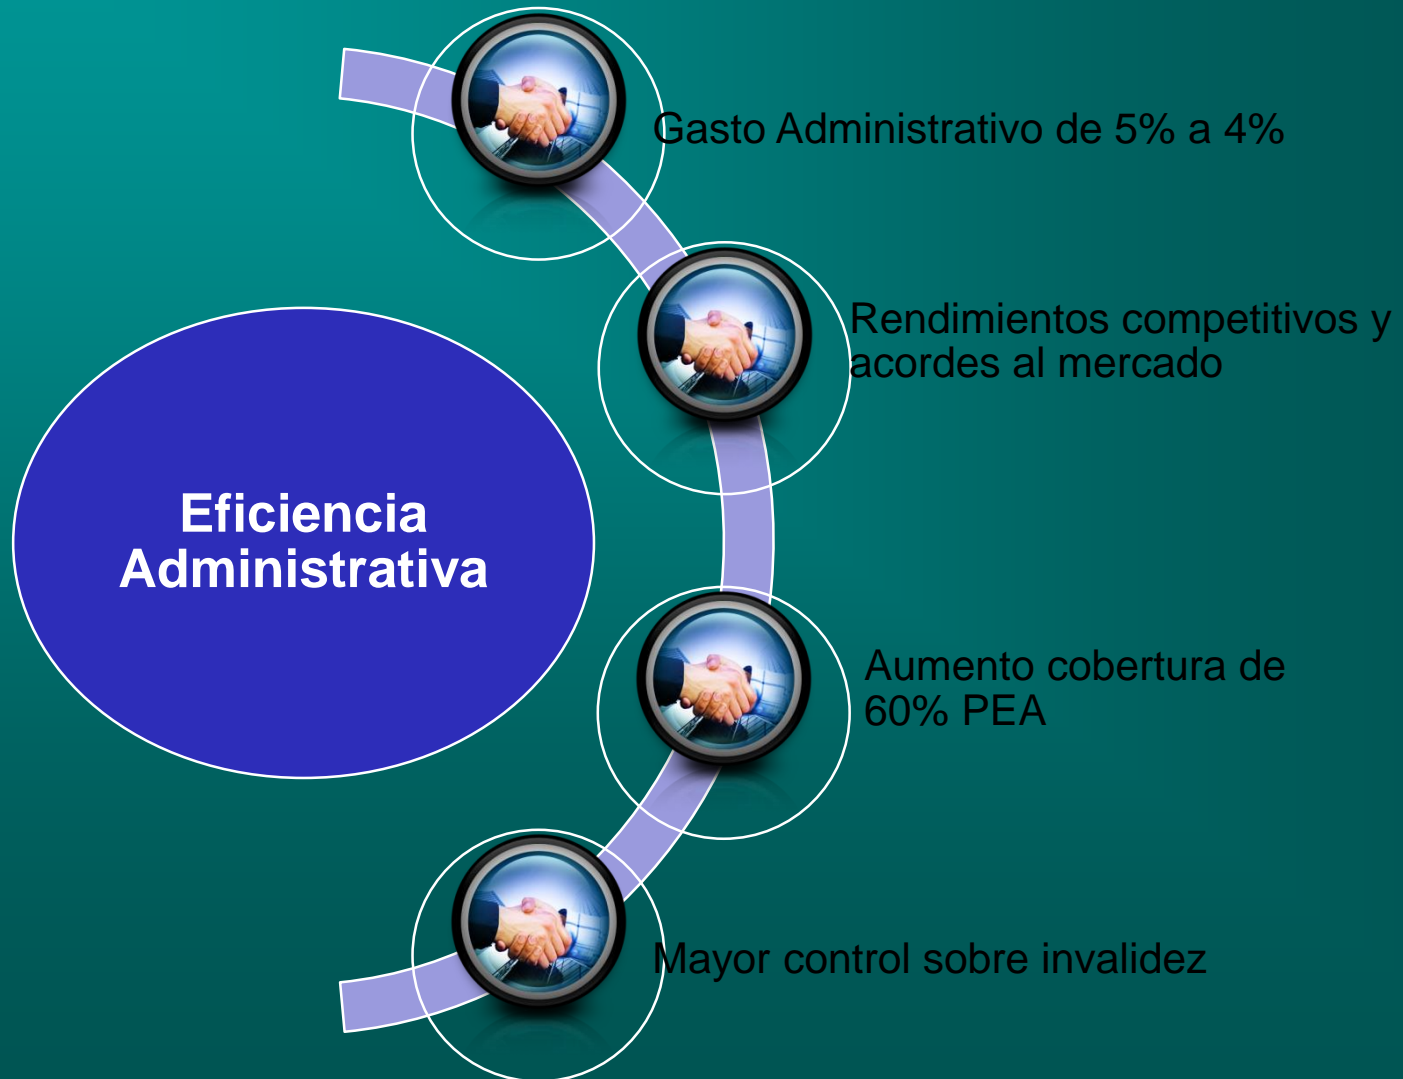 Gasto Administrativo de 5% a 4%
Rendimientos competitivos y
acordes al mercado
Eficiencia
Administrativa
Aumento cobertura de
60% PEA
Mayor control sobre invalidez